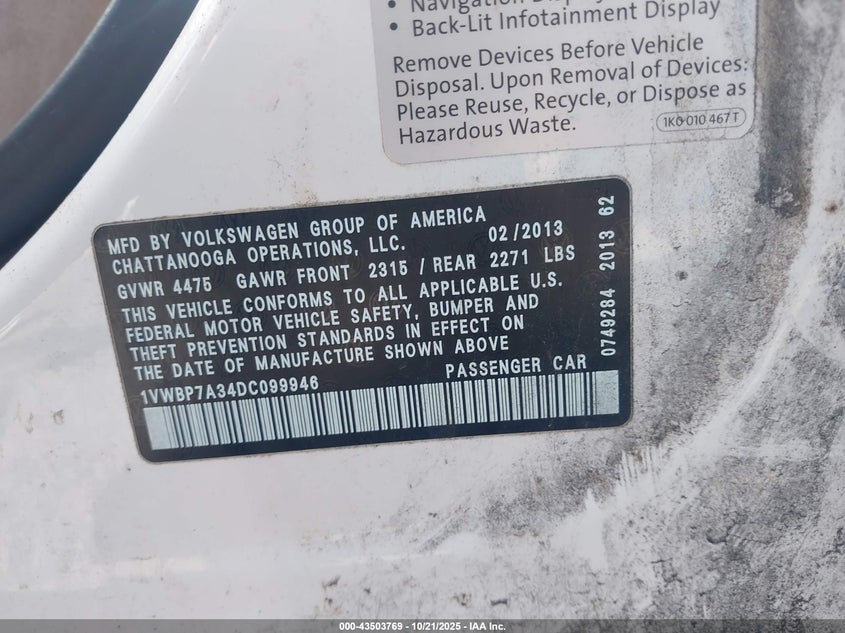 • Navigation Display
• Back-Lit Infotainment Display
Remove Devices Before Vehicle
Disposal. Upon Removal of Devices:
Please Reuse, Recycle, or Dispose as
Hazardous Waste.
1K0 010 467 T
MFD BY VOLKSWAGEN GROUP OF AMERICA
CHATTANOOGA OPERATIONS, LLC. 02/2013
GVWR 4475 GAWR FRONT 2315 / REAR 2271 LBS
THIS VEHICLE CONFORMS TO ALL APPLICABLE U.S.
FEDERAL MOTOR VEHICLE SAFETY, BUMPER AND
THEFT PREVENTION STANDARDS IN EFFECT ON
THE DATE OF MANUFACTURE SHOWN ABOVE
1VWBP7A34DC099946 PASSENGER CAR
0749284 2013 62
000-43503769 - 10/21/2025 - IAA Inc.